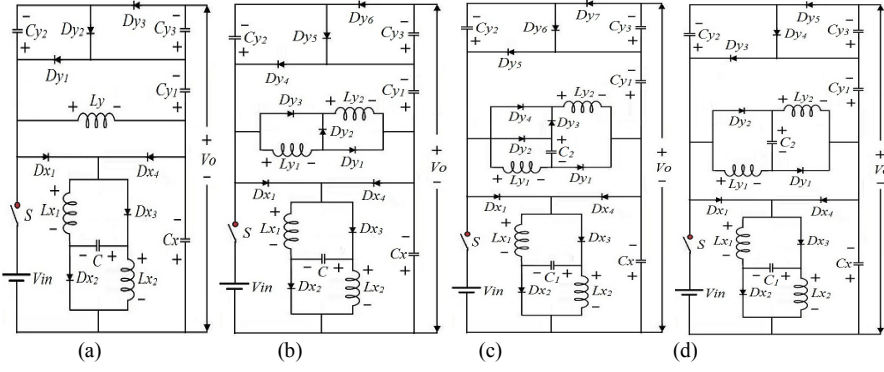 Dy3
Cy2
Dy2
Cy3
Dy1
Cy1
Ly
Vo
Dx1
Dx4
S
Lx1
Dx3
Cx
C
Vin
Dx2
Lx2
(a)
Dy6
Cy2
Dy5
Cy3
Dy4
Cy1
Dy3
Ly2
Dy2
Ly1
Dy1
Vo
Dx1
Dx4
S
Lx1
Dx3
Cx
C
Vin
Dx2
Lx2
(b)
Dy7
Cy2
Dy6
Cy3
Dy5
Cy1
Ly2
Dy4
Dy3
Dy2
C2
Ly1
Dy1
Vo
Dx1
Dx4
S
Lx1
Dx3
Cx
C1
Vin
Dx2
Lx2
(c)
Dy5
Cy2
Dy4
Cy3
Dy3
Cy1
Ly2
Dy2
C2
Ly1
Dy1
Vo
Dx1
Dx4
S
Lx1
Dx3
Cx
C1
Vin
Dx2
Lx2
(d)